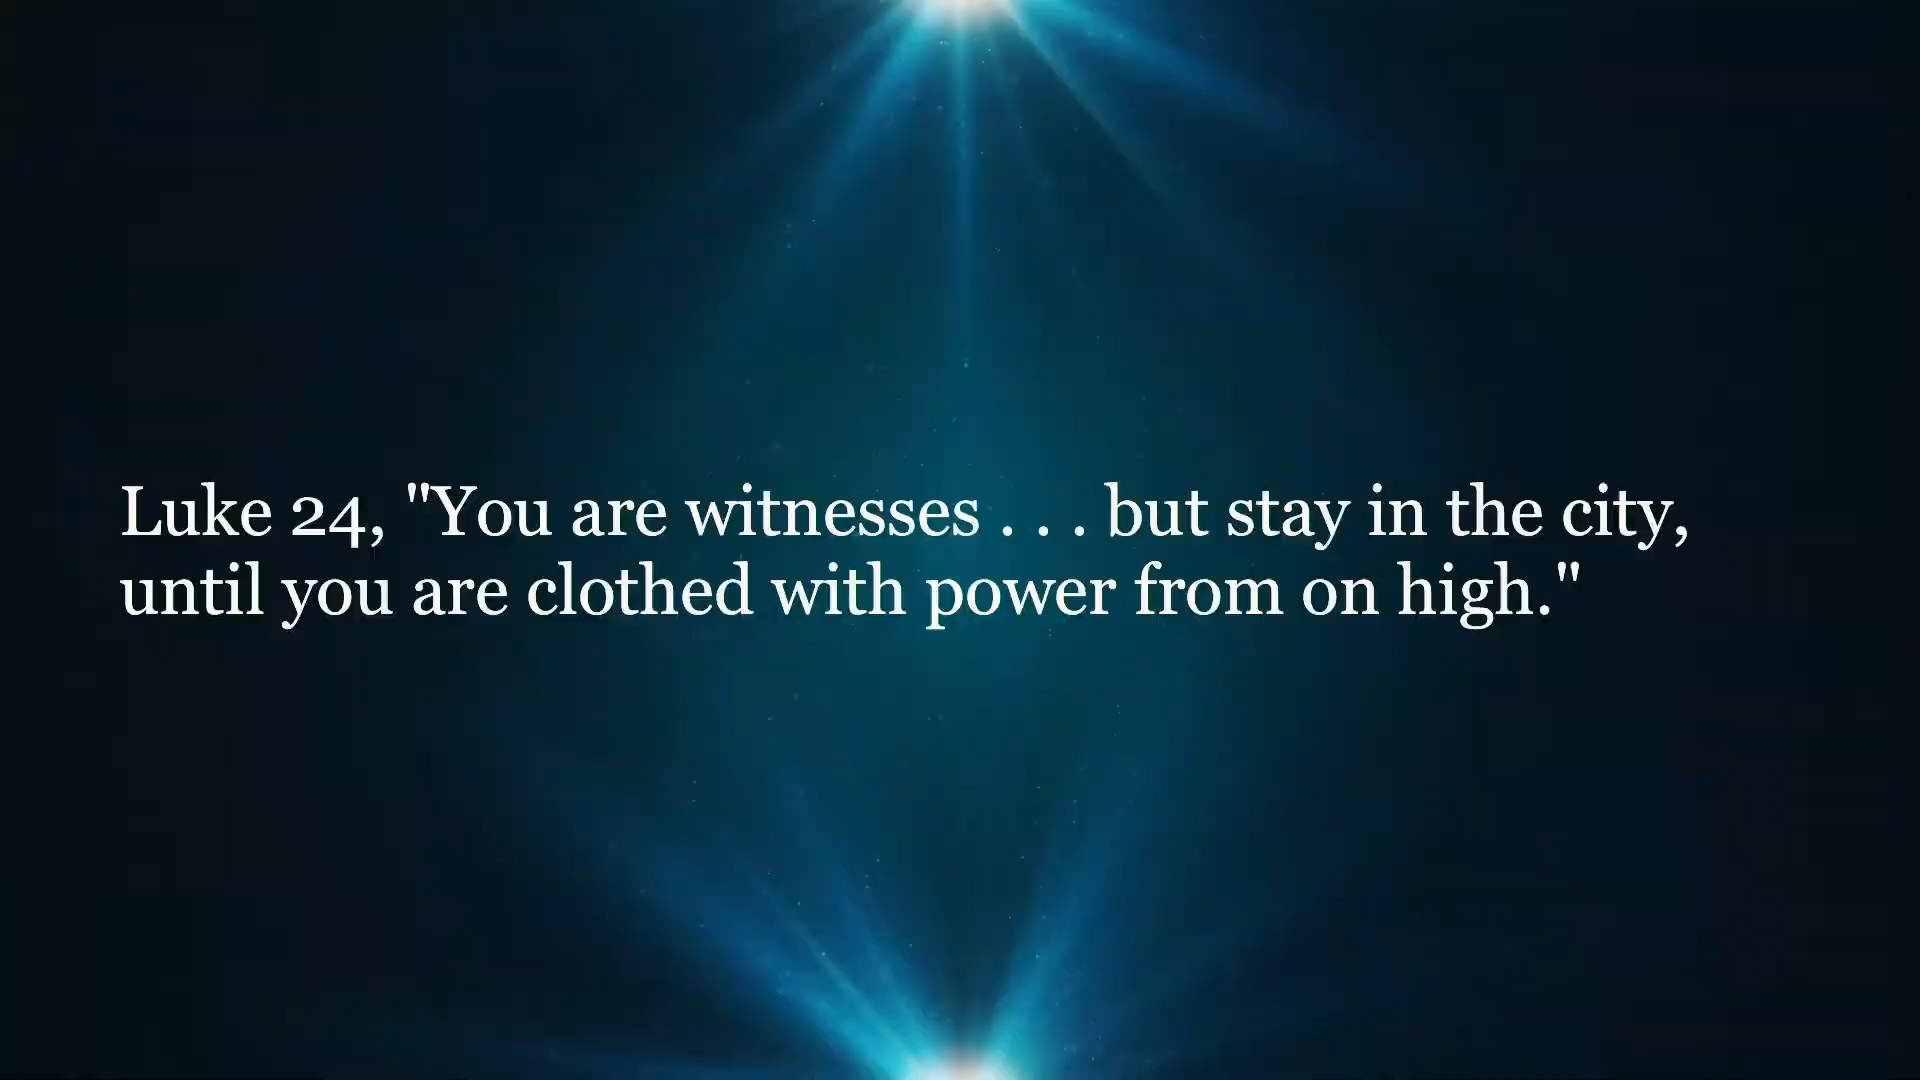 Luke 24, "You are witnesses . . . but stay in the city,
until you are clothed with power from on high."